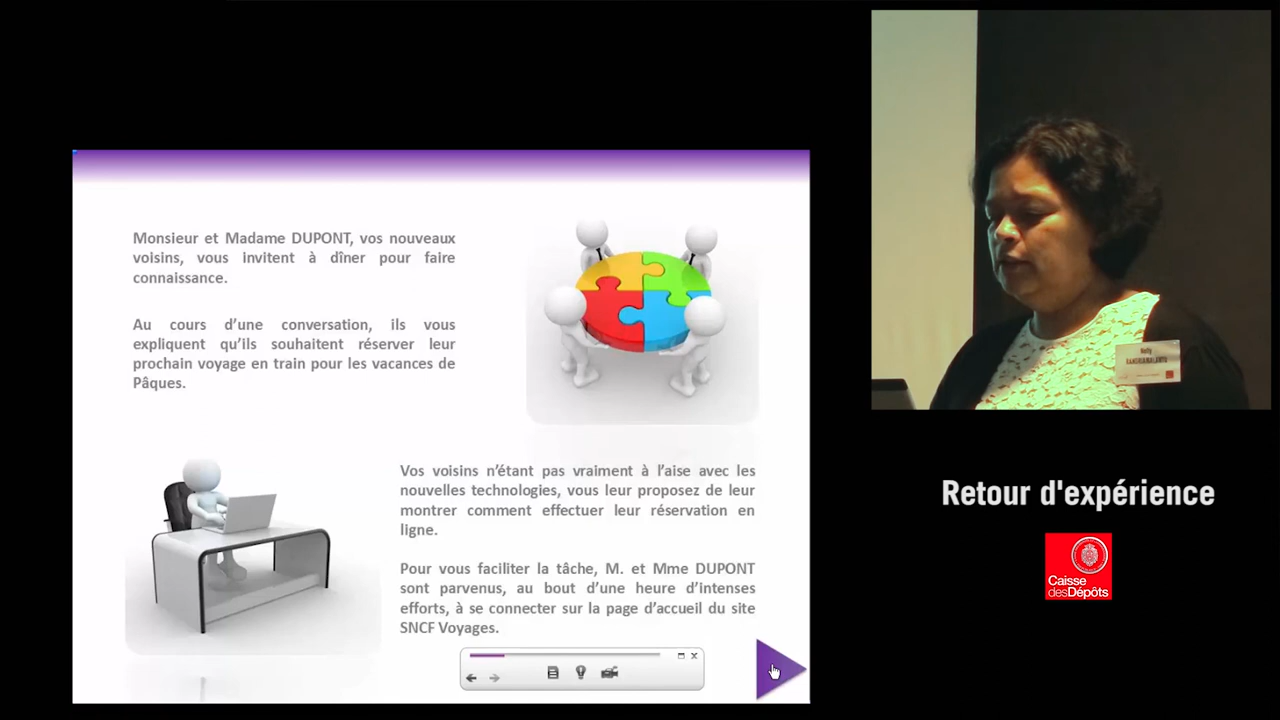 Monsieur et Madame DUPONT, vos nouveaux
voisins, vous invitent à dîner pour faire
connaissance.
Au cours d'une conversation, ils vous
expliquent qu'ils souhaitent réserver leur
prochain voyage en train pour les vacances de
Pâques.
Vos voisins n'étant pas vraiment à l'aise avec les
nouvelles technologies, vous leur proposez de leur
montrer comment effectuer leur réservation en
ligne.
Pour vous faciliter la tâche, M. et Mme DUPONT
sont parvenus, au bout d'une heure d'intenses
efforts, à se connecter sur la page d'accueil du site
SNCF Voyages.
Retour d'expérience
Caisse
desDépôts